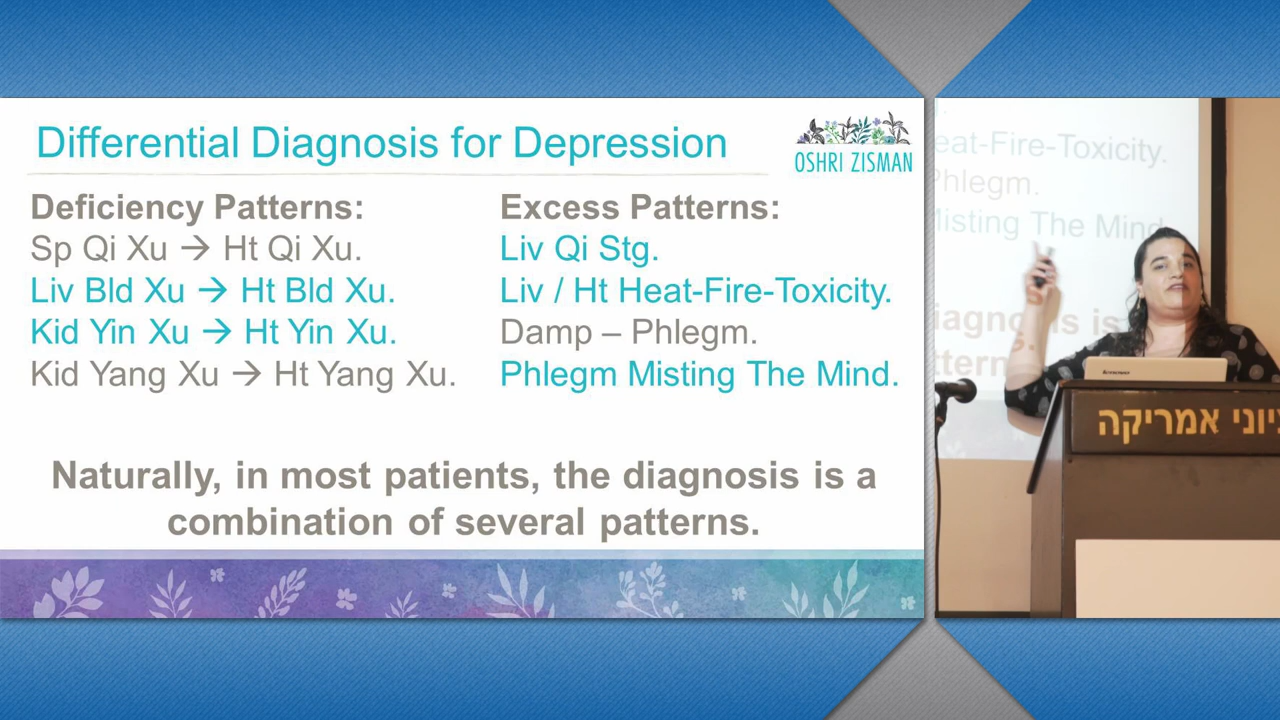 Differential Diagnosis for Depression
OSHRI ZISMAN
Deficiency Patterns:
Sp Qi Xu → Ht Qi Xu.
Liv Bld Xu → Ht Bld Xu.
Kid Yin Xu → Ht Yin Xu.
Kid Yang Xu → Ht Yang Xu.
Excess Patterns:
Liv Qi Stg.
Liv / Ht Heat-Fire-Toxicity.
Damp – Phlegm.
Phlegm Misting The Mind.
Naturally, in most patients, the diagnosis is a
combination of several patterns.
eat-Fire-Toxicity.
Phlegm.
Misting The Mind
is
lenovo
יוני אמריקה